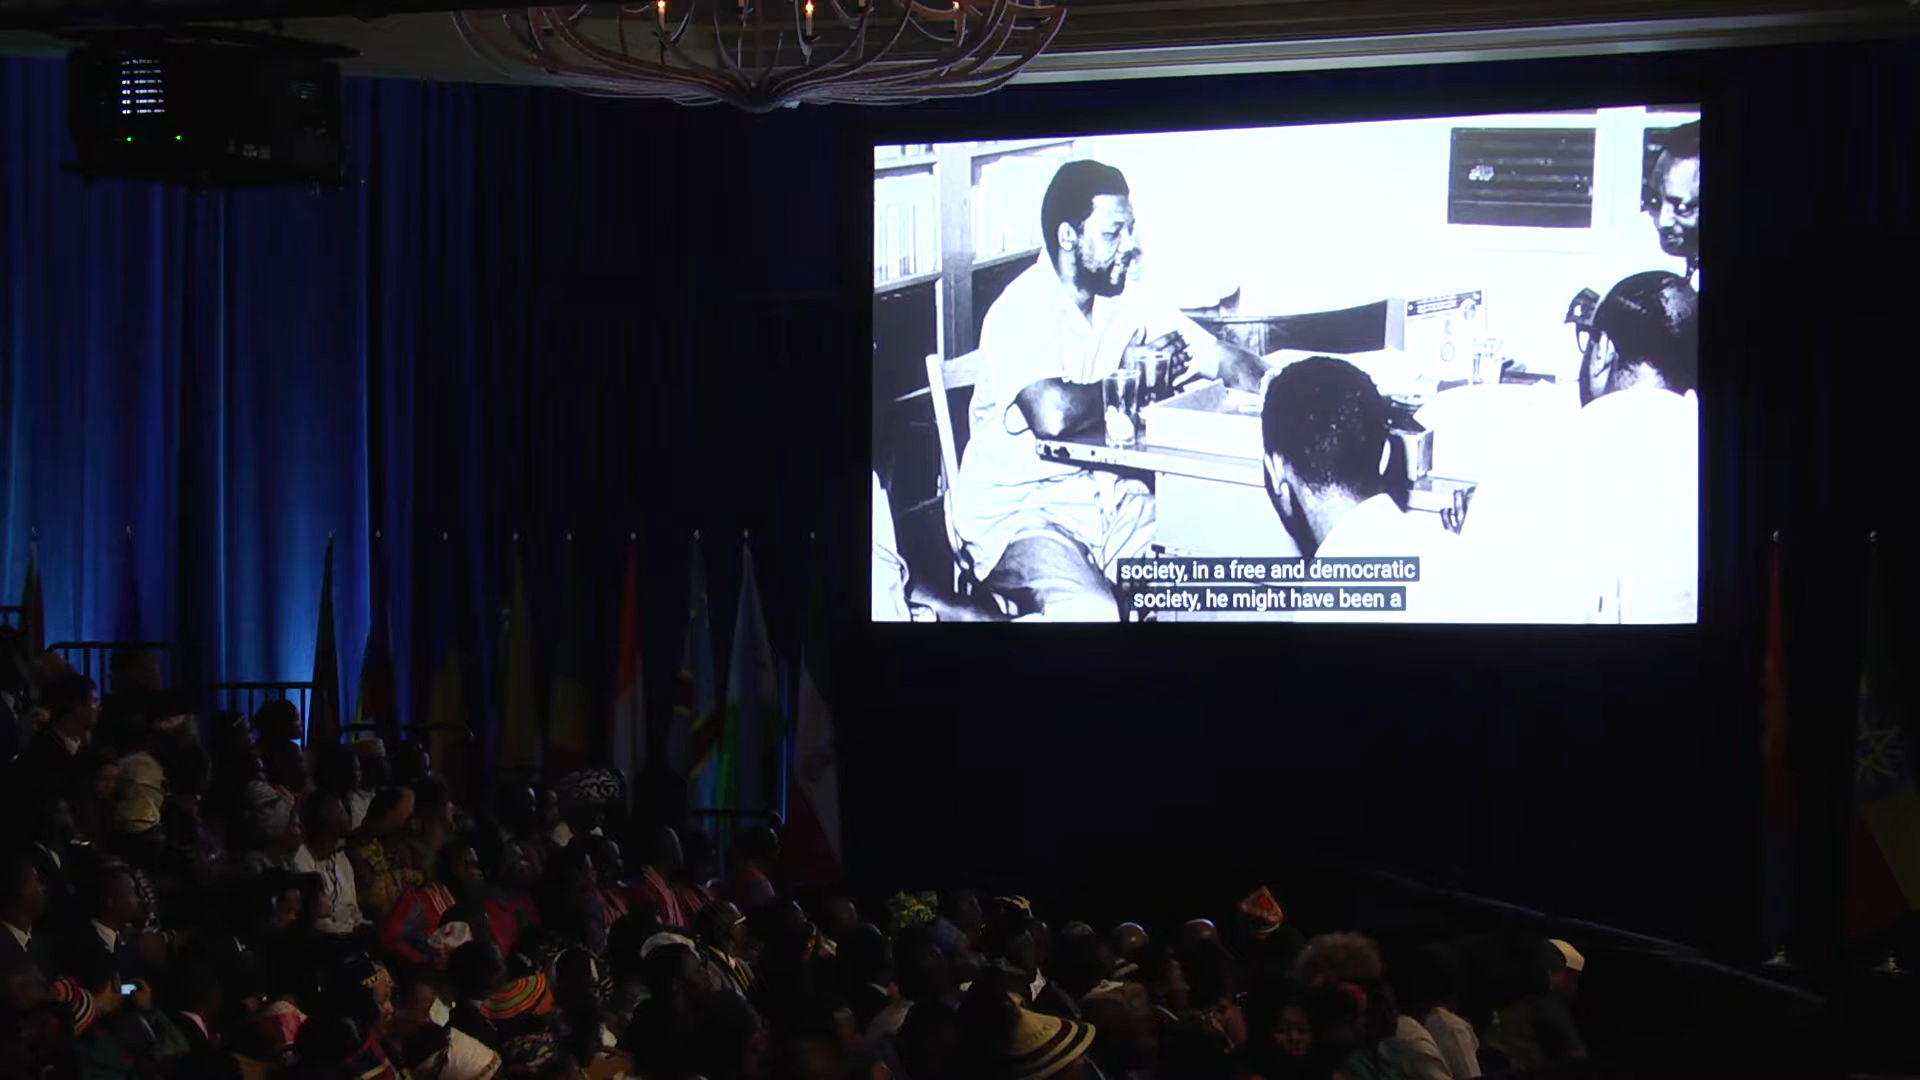 society, in a free and democratic
society, he might have been a